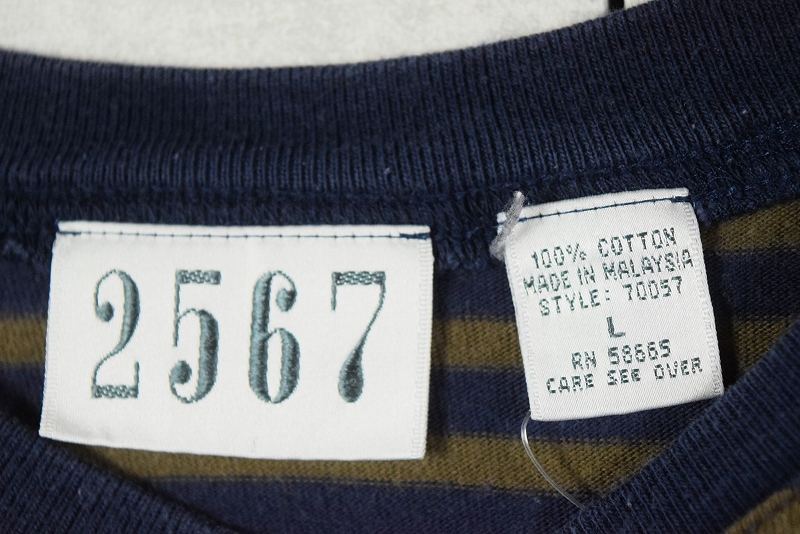 2567
100% COTTON
MADE IN MALAYSIA
STYLE: 70057
L
RN 58665
CARE SEE OVER